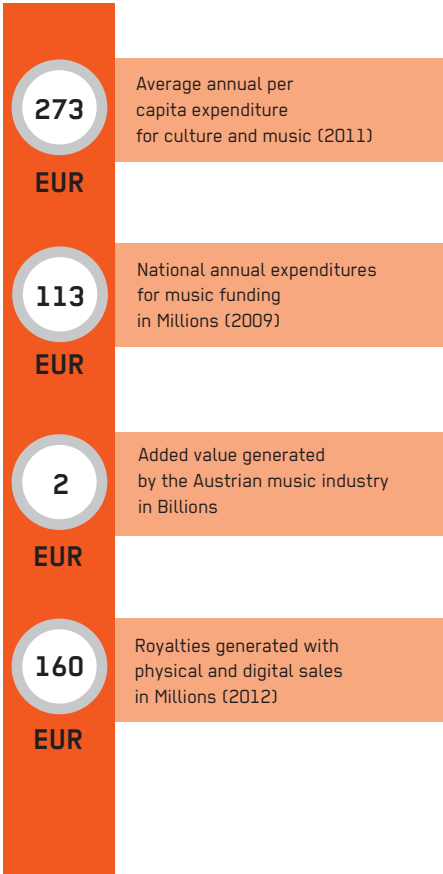 273
EUR
Average annual per
capita expenditure
for culture and music (2011)
113
EUR
National annual expenditures
for music funding
in Millions (2009)
2
EUR
Added value generated
by the Austrian music industry
in Billions
160
EUR
Royalties generated with
physical and digital sales
in Millions (2012)